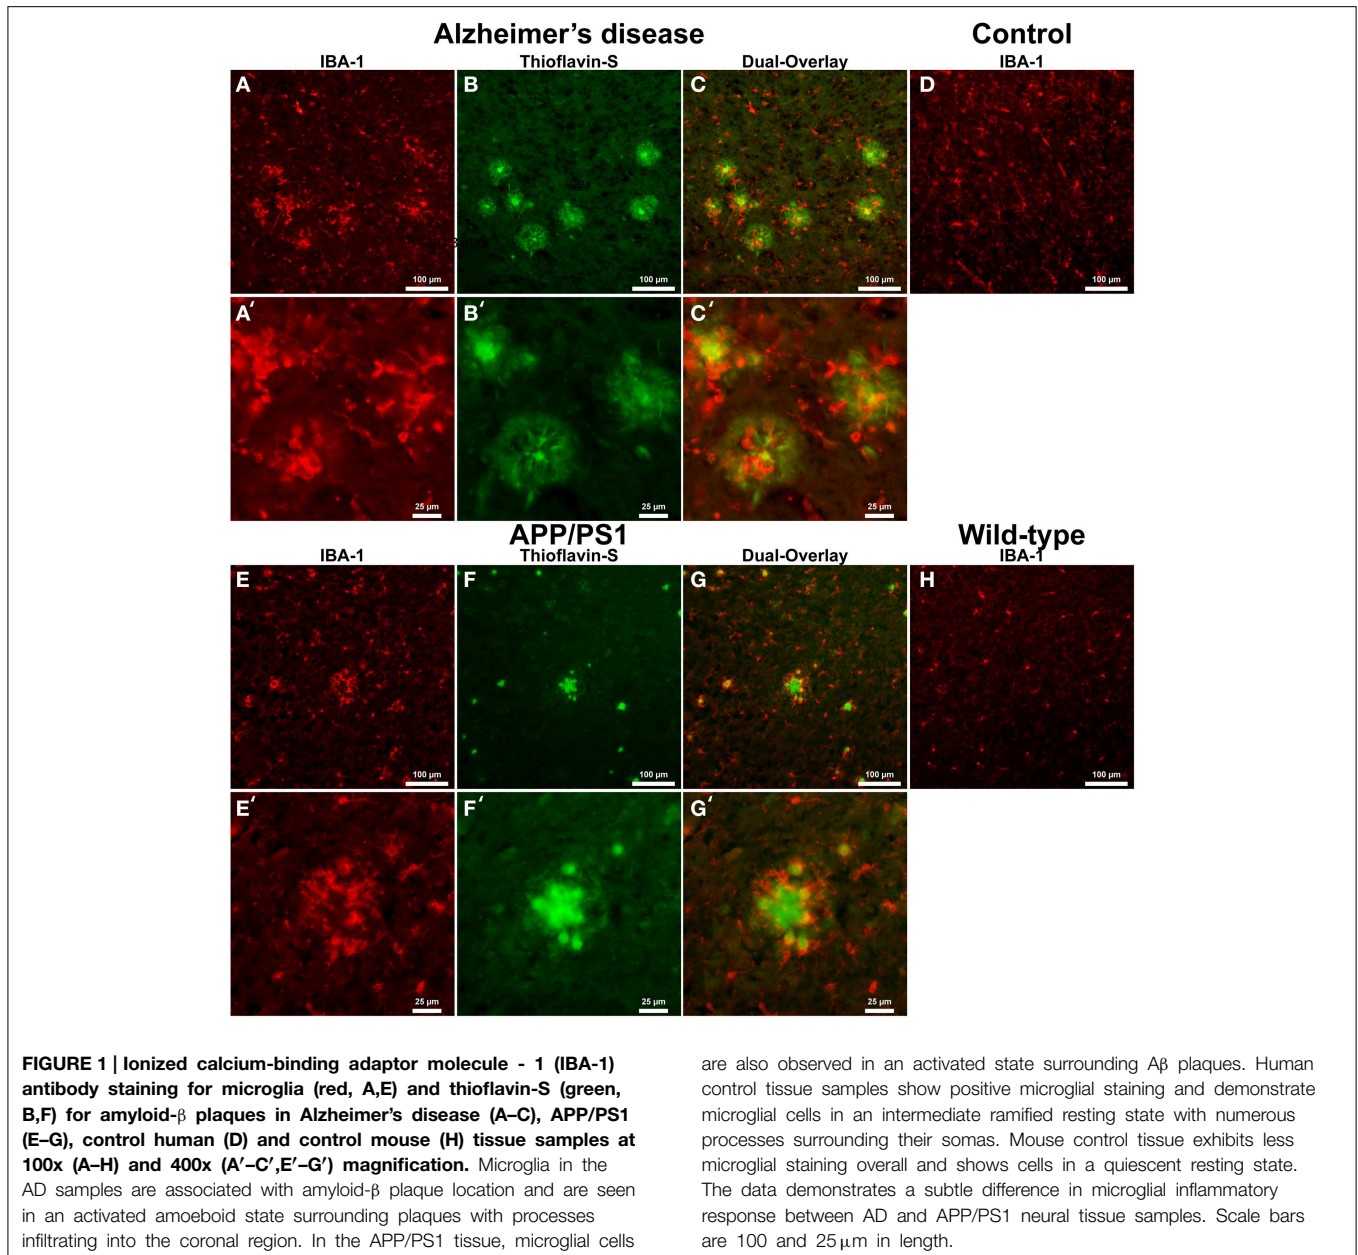 Alzheimer's disease
Control
IBA-1
Thioflavin-S
Dual-Overlay
IBA-1
A
B
C
D
100 µm
100 µm
100 µm
100 µm
A′
B′
C′
25 µm
25 µm
25 µm
APP/PS1
Wild-type
IBA-1
Thioflavin-S
Dual-Overlay
IBA-1
E
F
G
H
100 µm
100 µm
100 µm
100 µm
E′
F′
G′
25 µm
25 µm
25 µm
FIGURE 1 | Ionized calcium-binding adaptor molecule - 1 (IBA-1)
antibody staining for microglia (red, A,E) and thioflavin-S (green,
B,F) for amyloid-β plaques in Alzheimer's disease (A–C), APP/PS1
(E–G), control human (D) and control mouse (H) tissue samples at
100x (A–H) and 400x (A′–C′,E′–G′) magnification. Microglia in the
AD samples are associated with amyloid-β plaque location and are seen
in an activated amoeboid state surrounding plaques with processes
infiltrating into the coronal region. In the APP/PS1 tissue, microglial cells
are also observed in an activated state surrounding Aβ plaques. Human
control tissue samples show positive microglial staining and demonstrate
microglial cells in an intermediate ramified resting state with numerous
processes surrounding their somas. Mouse control tissue exhibits less
microglial staining overall and shows cells in a quiescent resting state.
The data demonstrates a subtle difference in microglial inflammatory
response between AD and APP/PS1 neural tissue samples. Scale bars
are 100 and 25 µm in length.